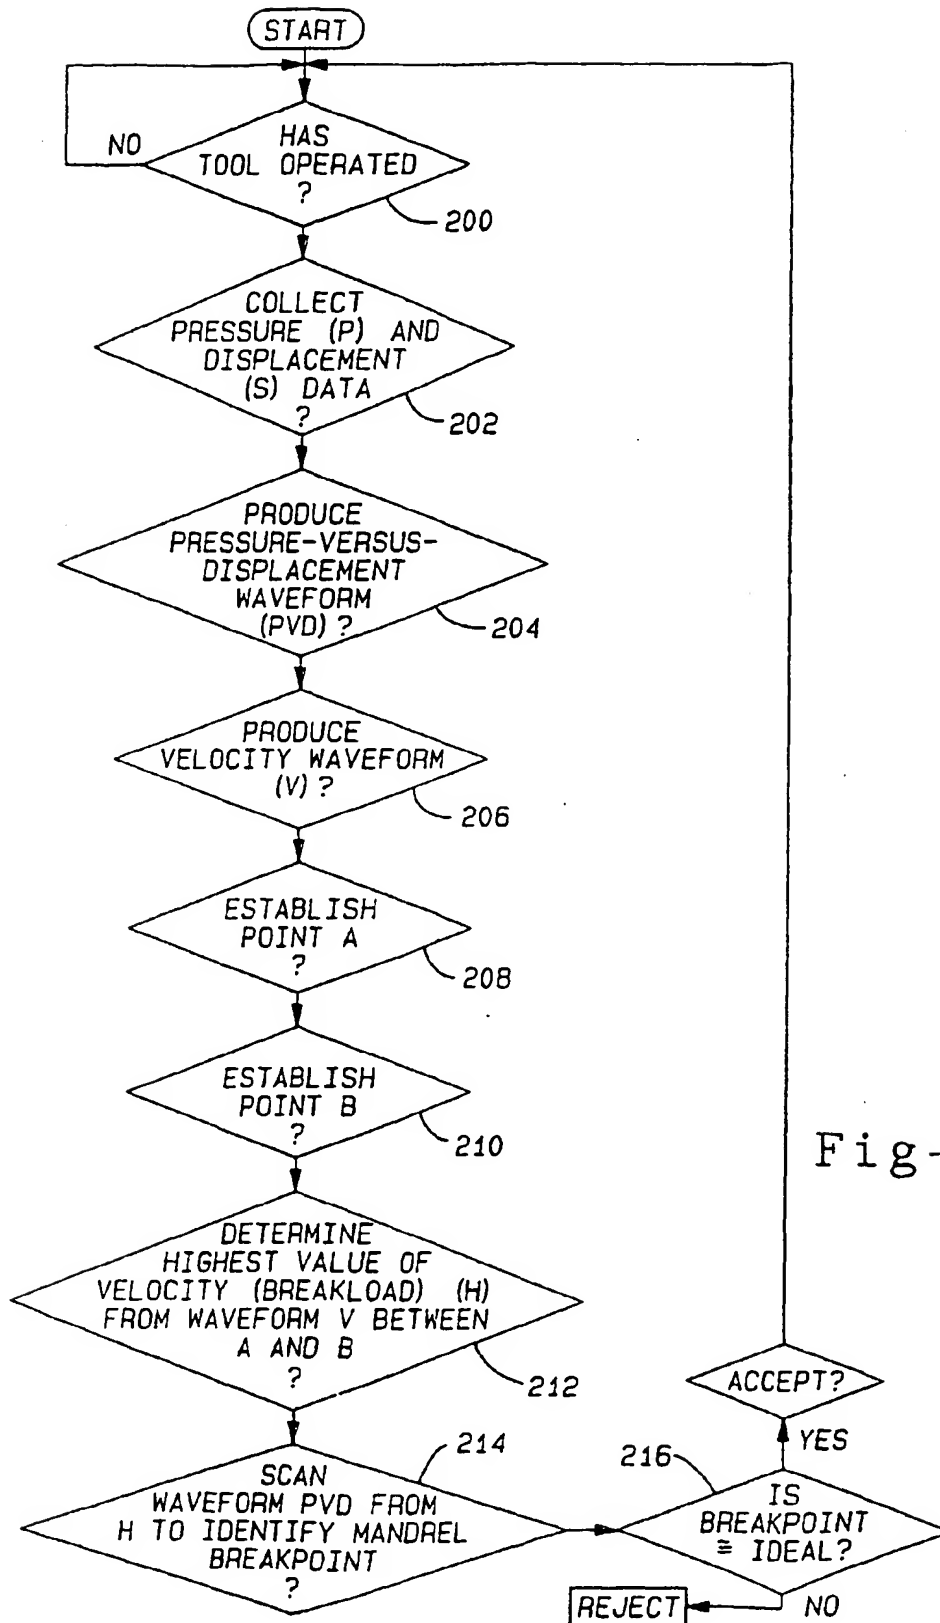 START
NO
HAS
TOOL OPERATED
?
200
COLLECT
PRESSURE (P) AND
DISPLACEMENT
(S) DATA
?
202
PRODUCE
PRESSURE-VERSUS-
DISPLACEMENT
WAVEFORM
(PVD)?
204
PRODUCE
VELOCITY WAVEFORM
(V)?
206
ESTABLISH
POINT A
?
208
ESTABLISH
POINT B
?
210
Fig-
DETERMINE
HIGHEST VALUE OF
VELOCITY (BREAKLOAD) (H)
FROM WAVEFORM V BETWEEN
A AND B
?
212
ACCEPT?
YES
214
SCAN
WAVEFORM PVD FROM
H TO IDENTIFY MANDREL
BREAKPOINT
?
216
IS
BREAKPOINT
≅ IDEAL?
NO
REJECT